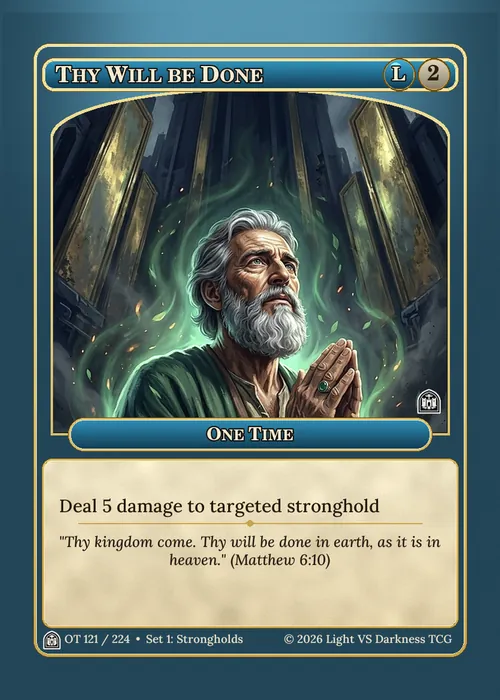 Thy Will be Done
L 2
One Time
Deal 5 damage to targeted stronghold
"Thy kingdom come. Thy will be done in earth, as it is in
heaven." (Matthew 6:10)
OT 121 / 224 • Set 1: Strongholds © 2026 Light VS Darkness TCG